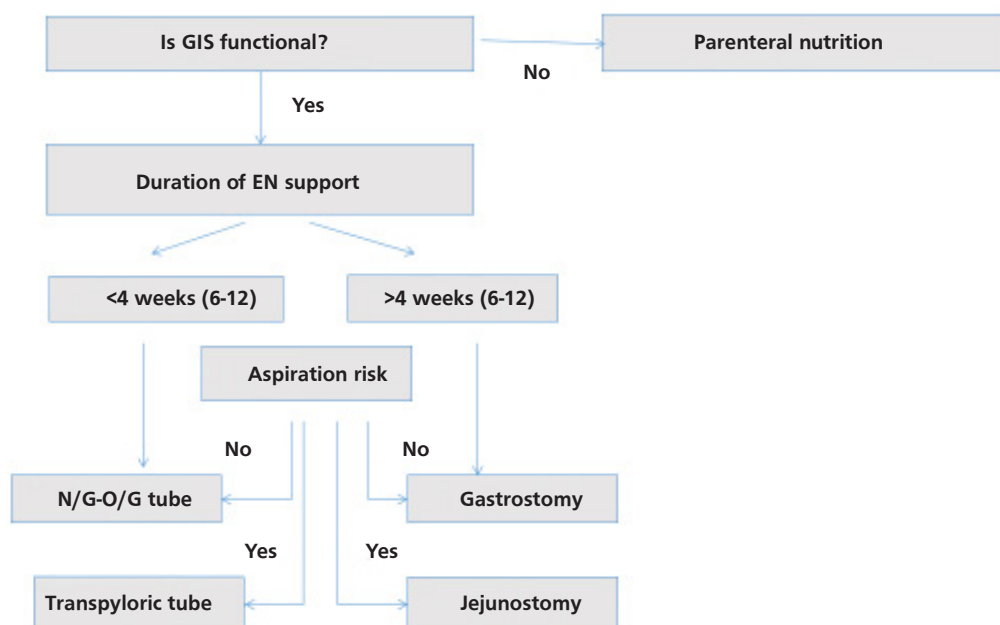 Is GIS functional?
Parenteral nutrition
No
Yes
Duration of EN support
<4 weeks (6-12)
>4 weeks (6-12)
Aspiration risk
No
No
N/G-O/G tube
Gastrostomy
Yes
Yes
Transpyloric tube
Jejunostomy